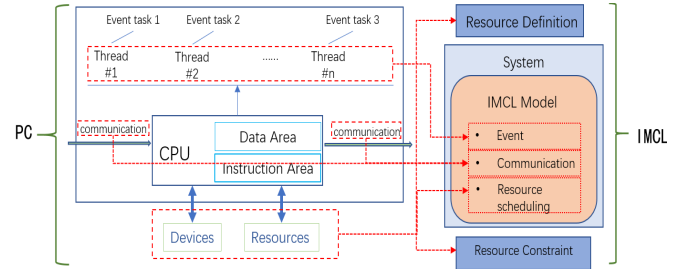 Event task 1
Event task 2
Event task 3
Thread
#1
Thread
#2
......
Thread
#n
PC
communication
CPU
Data Area
Instruction Area
communication
Devices
Resources
Resource Definition
System
IMCL Model
• Event
• Communication
• Resource
scheduling
Resource Constraint
IMCL